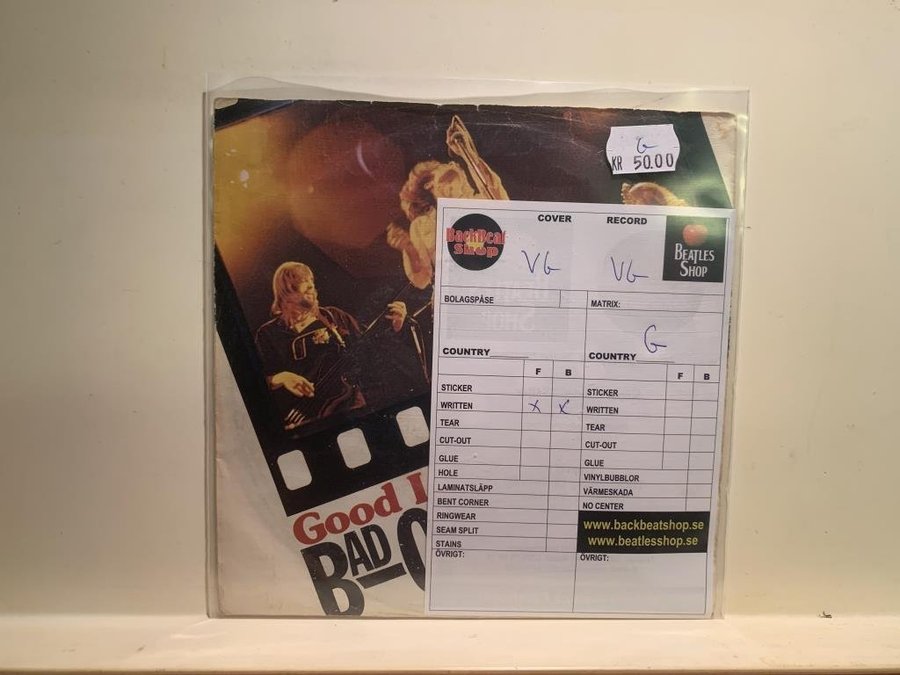 G
KR 50.00
BackBeat Shop
COVER
RECORD
BEATLES SHOP
VG
VG
BOLAGSPÅSE
MATRIX:
G
COUNTRY
COUNTRY
F B
F B
STICKER
STICKER
WRITTEN X X
WRITTEN
TEAR
TEAR
CUT-OUT
CUT-OUT
GLUE
GLUE
HOLE
VINYLBUBBLOR
LAMINATSLÄPP
VÄRMESKADA
BENT CORNER
NO CENTER
RINGWEAR
www.backbeatshop.se
SEAM SPLIT
www.beatlesshop.se
STAINS
ÖVRIGT:
ÖVRIGT:
Good
BAD